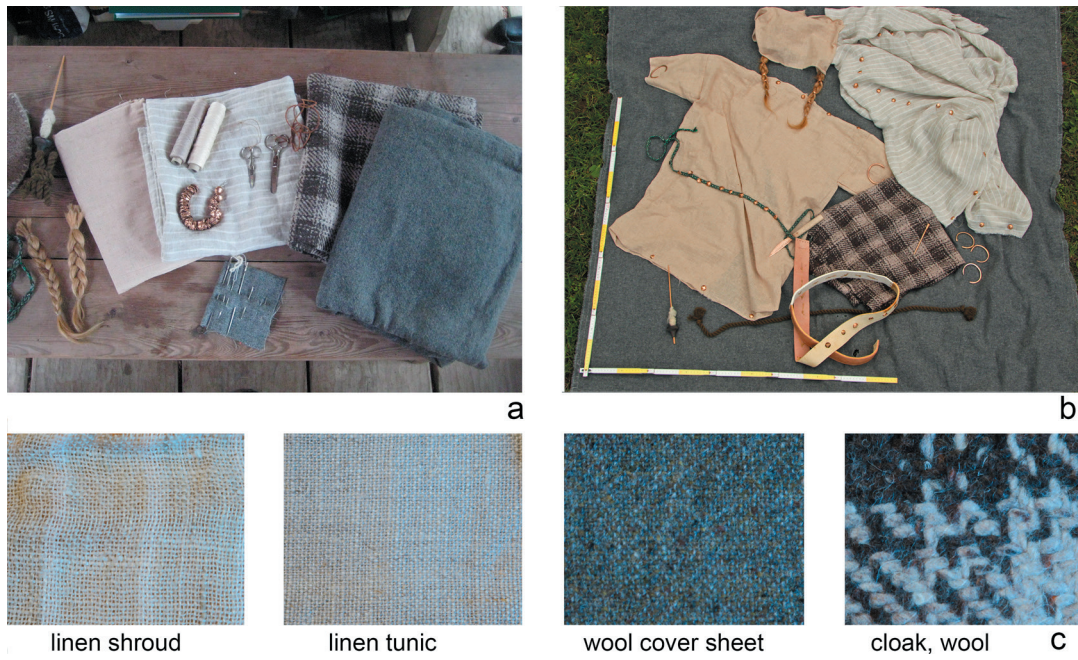 a
b
linen shroud
linen tunic
wool cover sheet
cloak, wool
c